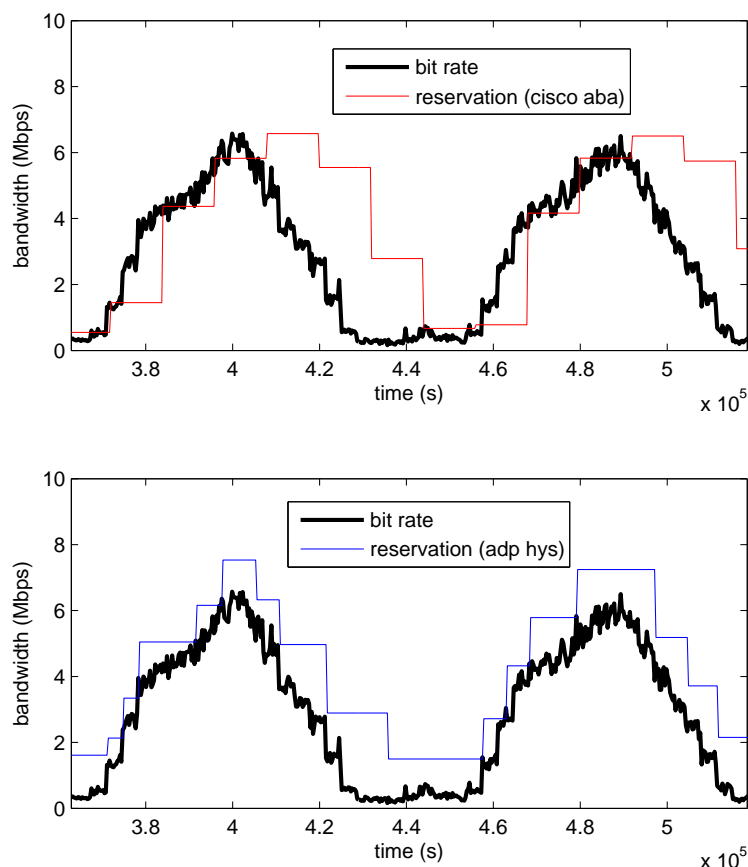 10
8
6
4
2
0
bandwidth (Mbps)
bit rate
reservation (cisco aba)
3.8
4
4.2
4.4
4.6
4.8
5
time (s)
x 10^5
10
8
6
4
2
0
bandwidth (Mbps)
bit rate
reservation (adp hys)
3.8
4
4.2
4.4
4.6
4.8
5
time (s)
x 10^5